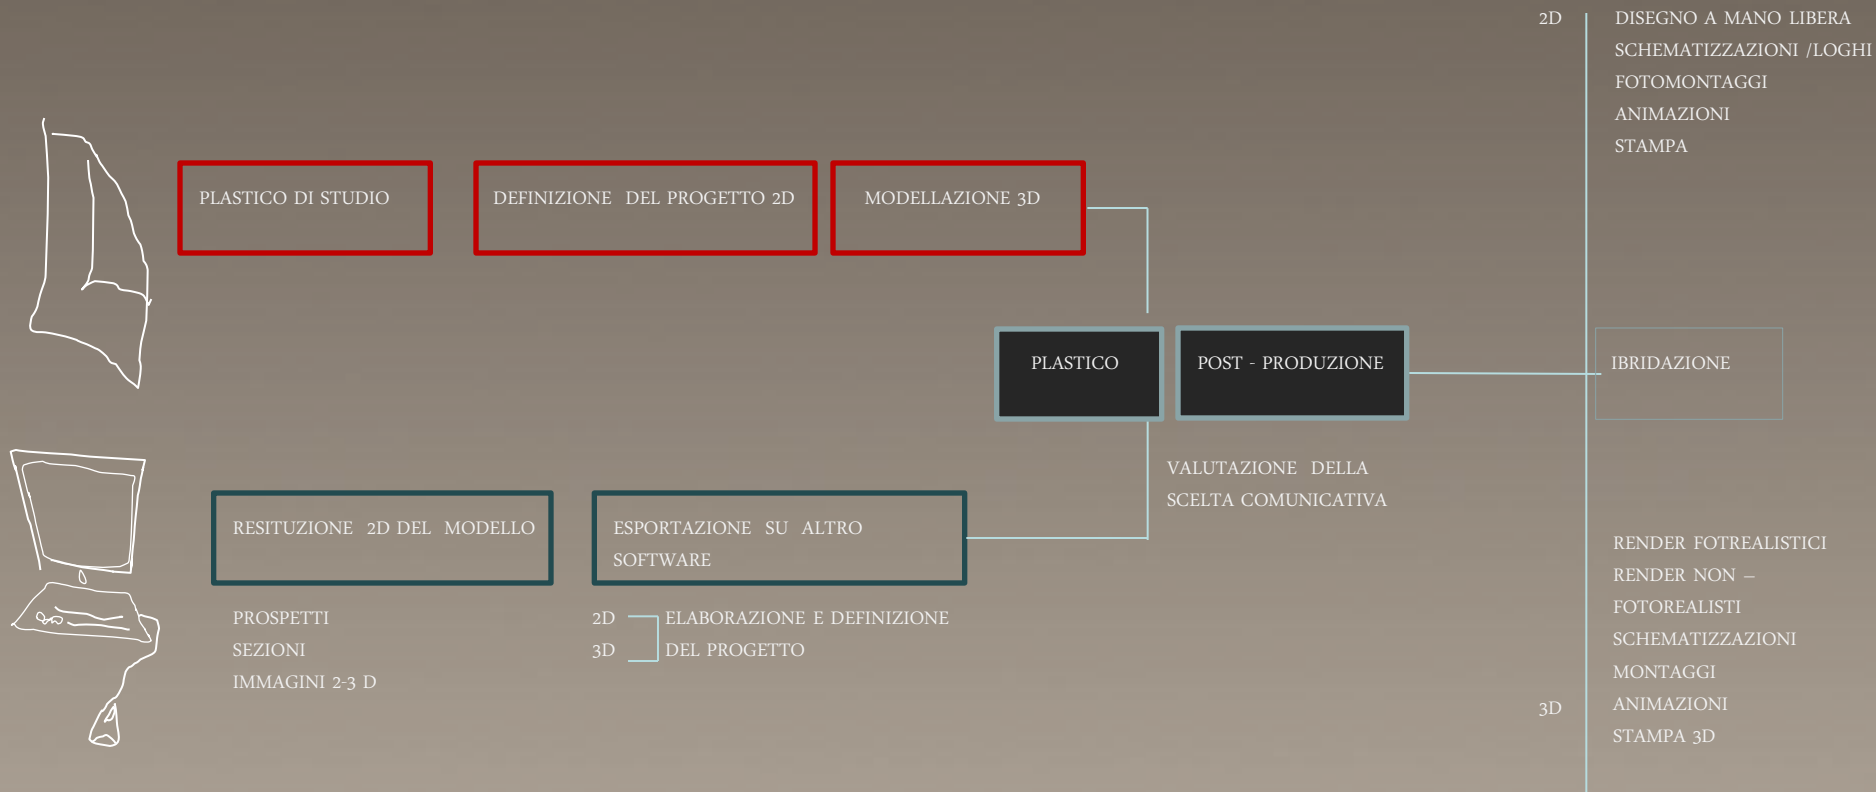 2D
DISEGNO A MANO LIBERA
SCHEMATIZZAZIONI /LOGHI
FOTOMONTAGGI
ANIMAZIONI
STAMPA
PLASTICO DI STUDIO
DEFINIZIONE DEL PROGETTO 2D
MODELLAZIONE 3D
PLASTICO
POST - PRODUZIONE
IBRIDAZIONE
VALUTAZIONE DELLA
SCELTA COMUNICATIVA
RESITUZIONE 2D DEL MODELLO
ESPORTAZIONE SU ALTRO
SOFTWARE
PROSPETTI
SEZIONI
IMMAGINI 2-3 D
2D
3D
ELABORAZIONE E DEFINIZIONE
DEL PROGETTO
RENDER FOTREALISTICI
RENDER NON –
FOTOREALISTI
SCHEMATIZZAZIONI
MONTAGGI
3D
ANIMAZIONI
STAMPA 3D